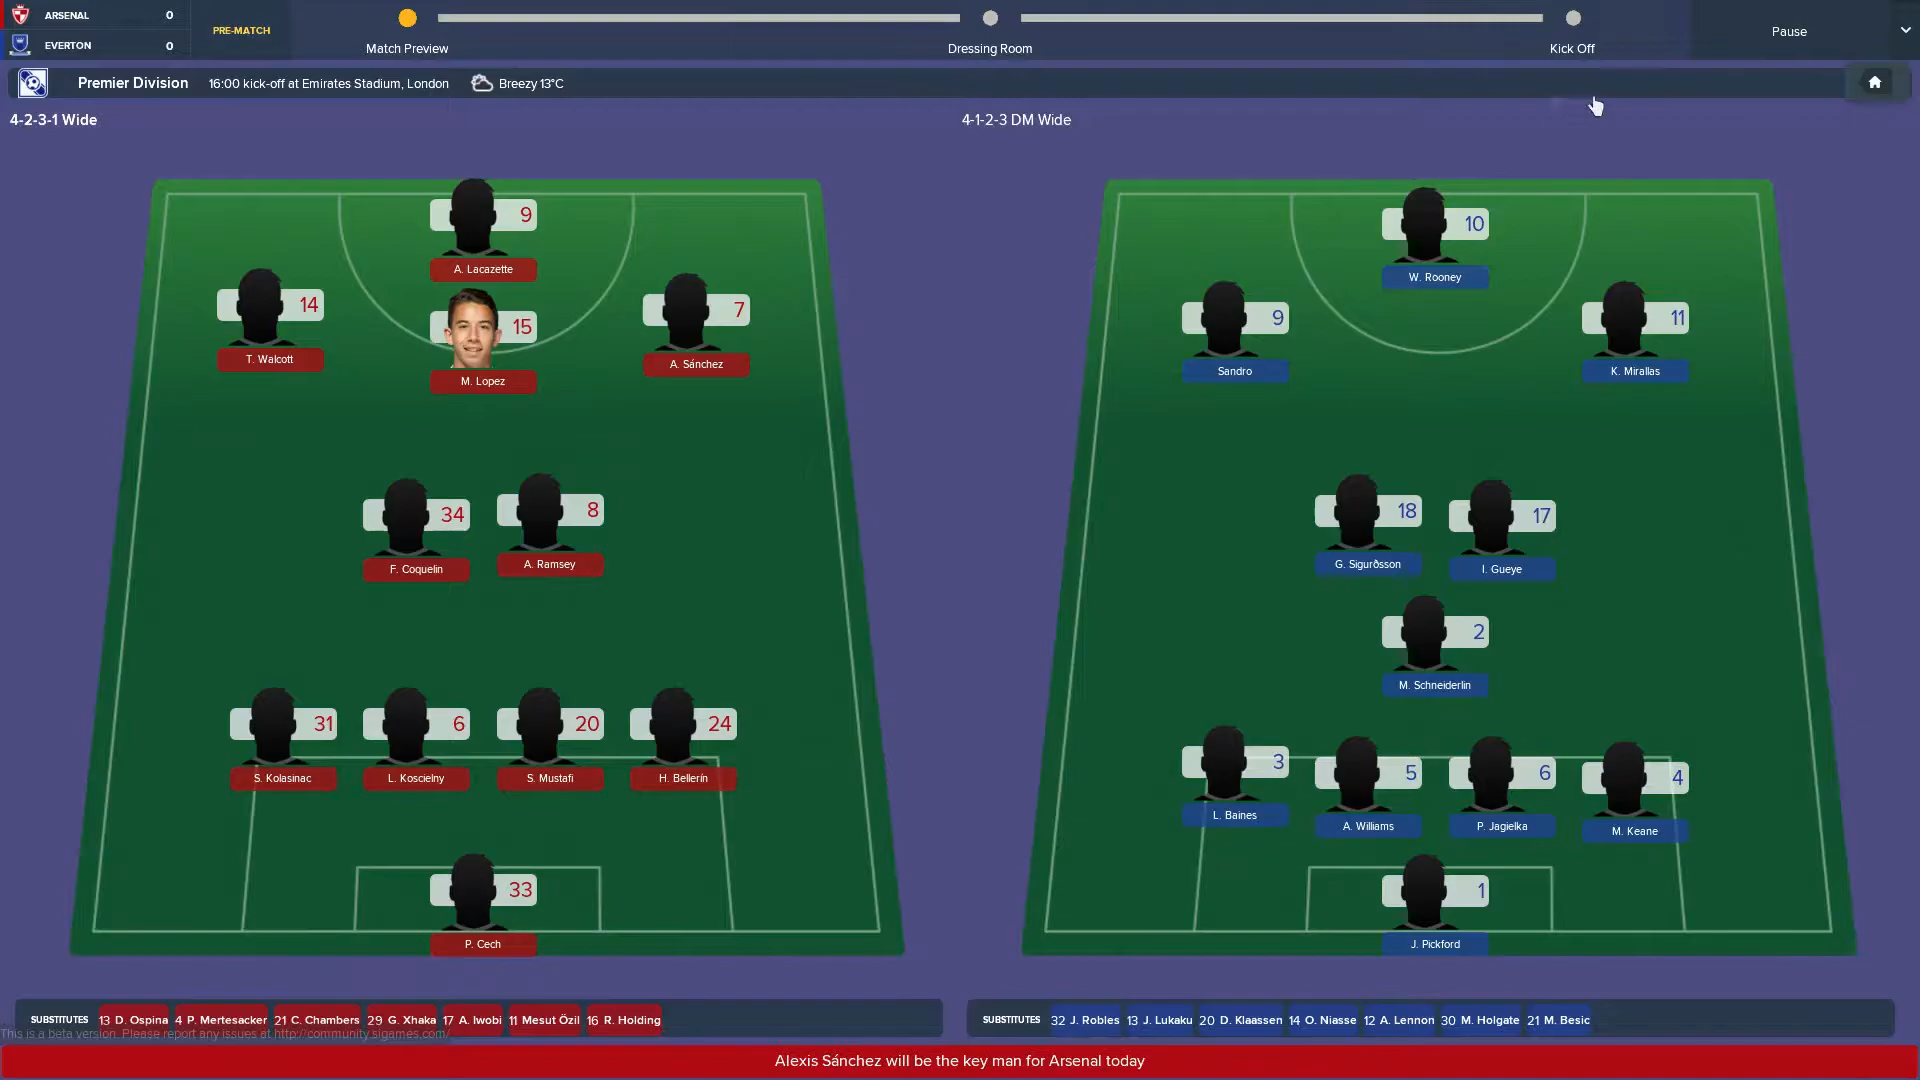 ARSENAL 0
EVERTON 0
PRE-MATCH
Match Preview
Dressing Room
Kick Off
Pause
Premier Division 16:00 kick-off at Emirates Stadium, London Breezy 13°C
4-2-3-1 Wide
9
A. Lacazette
14
T. Walcott
15
M. Lopez
7
A. Sánchez
34
F. Coquelin
8
A. Ramsey
31
S. Kolasinac
6
L. Koscielny
20
S. Mustafi
24
H. Bellerín
33
P. Cech
SUBSTITUTES 13 D. Ospina 4 P. Mertesacker 21 C. Chambers 29 G. Xhaka 17 A. Iwobi 11 Mesut Özil 16 R. Holding
This is a beta version. Please report any issues at http://community.sigames.com/
4-1-2-3 DM Wide
10
W. Rooney
9
Sandro
11
K. Mirallas
18
G. Sigurðsson
17
I. Gueye
2
M. Schneiderlin
3
L. Baines
5
A. Williams
6
P. Jagielka
4
M. Keane
1
J. Pickford
SUBSTITUTES 32 J. Robles 13 J. Lukaku 20 D. Klaassen 14 O. Niasse 12 A. Lennon 30 M. Holgate 21 M. Besic
Alexis Sánchez will be the key man for Arsenal today